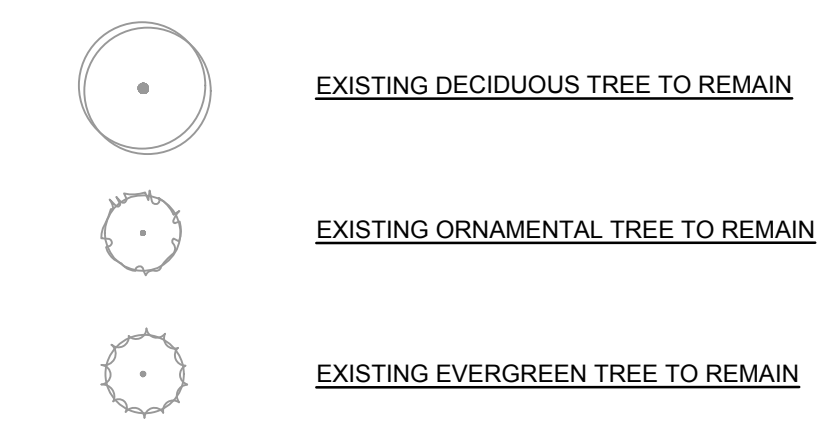 EXISTING DECIDUOUS TREE TO REMAIN
EXISTING ORNAMENTAL TREE TO REMAIN
EXISTING EVERGREEN TREE TO REMAIN